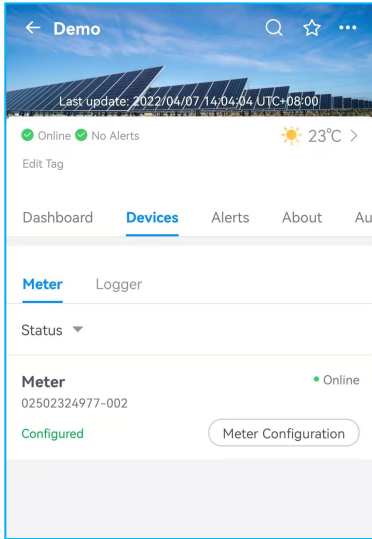 Demo
Last update: 2022/04/07 14:04:04 UTC+08:00
Online No Alerts 23℃
Edit Tag
Dashboard Devices Alerts About Au
Meter Logger
Status
Meter Online
02502324977-002
Configured Meter Configuration